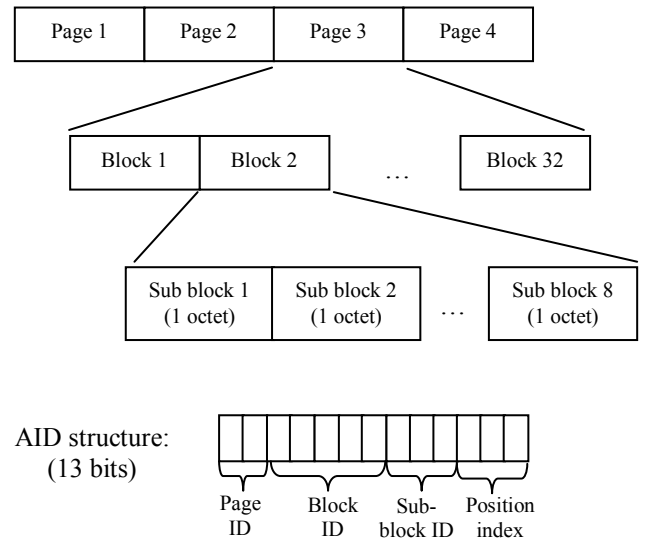 Page 1 Page 2 Page 3 Page 4
Block 1 Block 2 ... Block 32
Sub block 1 Sub block 2 ... Sub block 8
(1 octet) (1 octet) (1 octet)
AID structure:
(13 bits)
Page Block Sub- Position
ID ID block ID index